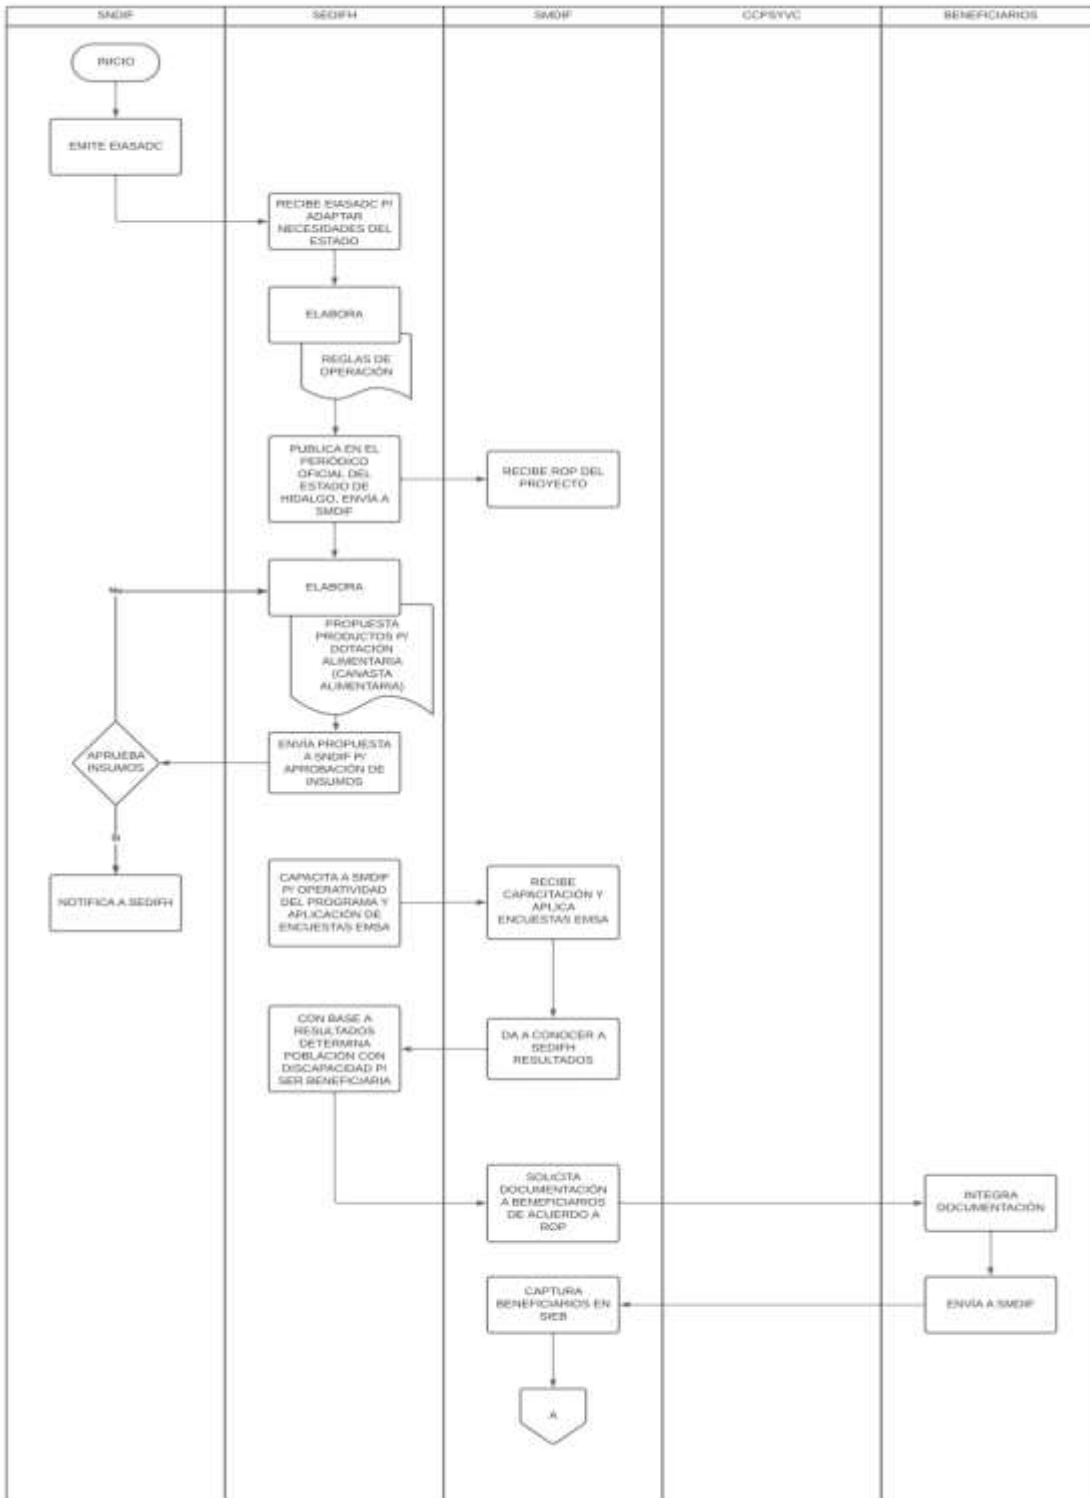 SNDIF
SEDIFH
SMDIF
CCPSYVC
BENEFICIARIOS
INICIO
EMITE EIASADC
RECIBE EIASADC P/
ADAPTAR
NECESIDADES DEL
ESTADO
ELABORA
REGLAS DE
OPERACIÓN
PUBLICA EN EL
PERIÓDICO
OFICIAL DEL
ESTADO DE
HIDALGO, ENVÍA A
SMDIF
RECIBE ROP DEL
PROYECTO
ELABORA
No
PROPUESTA
PRODUCTOS P/
DOTACIÓN
ALIMENTARIA
(CANASTA
ALIMENTARIA)
ENVÍA PROPUESTA
A SNDIF P/
APROBACIÓN DE
INSUMOS
APRUEBA
INSUMOS
NOTIFICA A SEDIFH
CAPACITA A SMDIF
P/ OPERATIVIDAD
DEL PROGRAMA Y
APLICACIÓN DE
ENCUESTAS EMSA
RECIBE
CAPACITACIÓN Y
APLICA
ENCUESTAS EMSA
CON BASE A
RESULTADOS
DETERMINA
POBLACIÓN CON
DISCAPACIDAD P/
SER BENEFICIARIA
DA A CONOCER A
SEDIFH
RESULTADOS
SOLICITA
DOCUMENTACIÓN
A BENEFICIARIOS
DE ACUERDO A
ROP
INTEGRA
DOCUMENTACIÓN
CAPTURA
BENEFICIARIOS EN
SIEB
ENVÍA A SMDIF
A